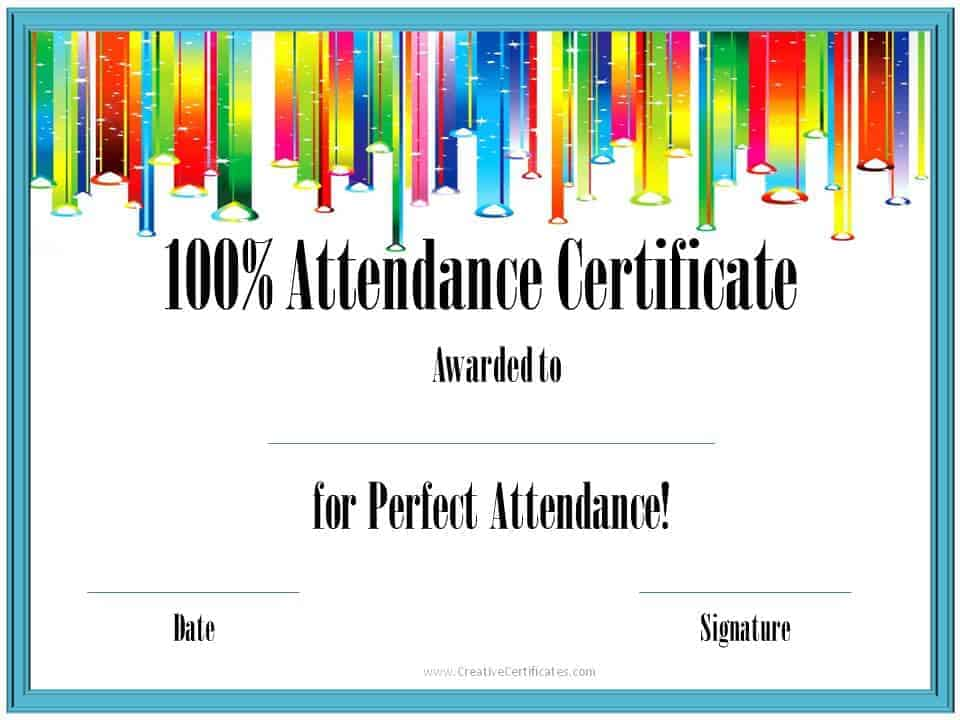 100% Attendance Certificate
Awarded to
for Perfect Attendance!
Date Signature
www.CreativeCertificates.com